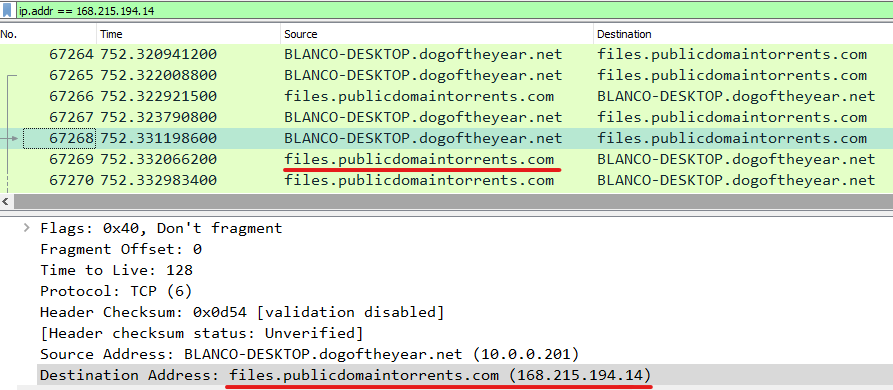 ip.addr == 168.215.194.14
No. Time Source Destination
67264 752.320941200 BLANCO-DESKTOP.dogoftheyear.net files.publicdomaintorrents.com
67265 752.322008800 BLANCO-DESKTOP.dogoftheyear.net files.publicdomaintorrents.com
67266 752.322921500 files.publicdomaintorrents.com BLANCO-DESKTOP.dogoftheyear.net
67267 752.323790800 BLANCO-DESKTOP.dogoftheyear.net files.publicdomaintorrents.com
67268 752.331198600 BLANCO-DESKTOP.dogoftheyear.net files.publicdomaintorrents.com
67269 752.332066200 files.publicdomaintorrents.com BLANCO-DESKTOP.dogoftheyear.net
67270 752.332983400 files.publicdomaintorrents.com BLANCO-DESKTOP.dogoftheyear.net
Flags: 0x40, Don't fragment
Fragment Offset: 0
Time to Live: 128
Protocol: TCP (6)
Header Checksum: 0x0d54 [validation disabled]
[Header checksum status: Unverified]
Source Address: BLANCO-DESKTOP.dogoftheyear.net (10.0.0.201)
Destination Address: files.publicdomaintorrents.com (168.215.194.14)